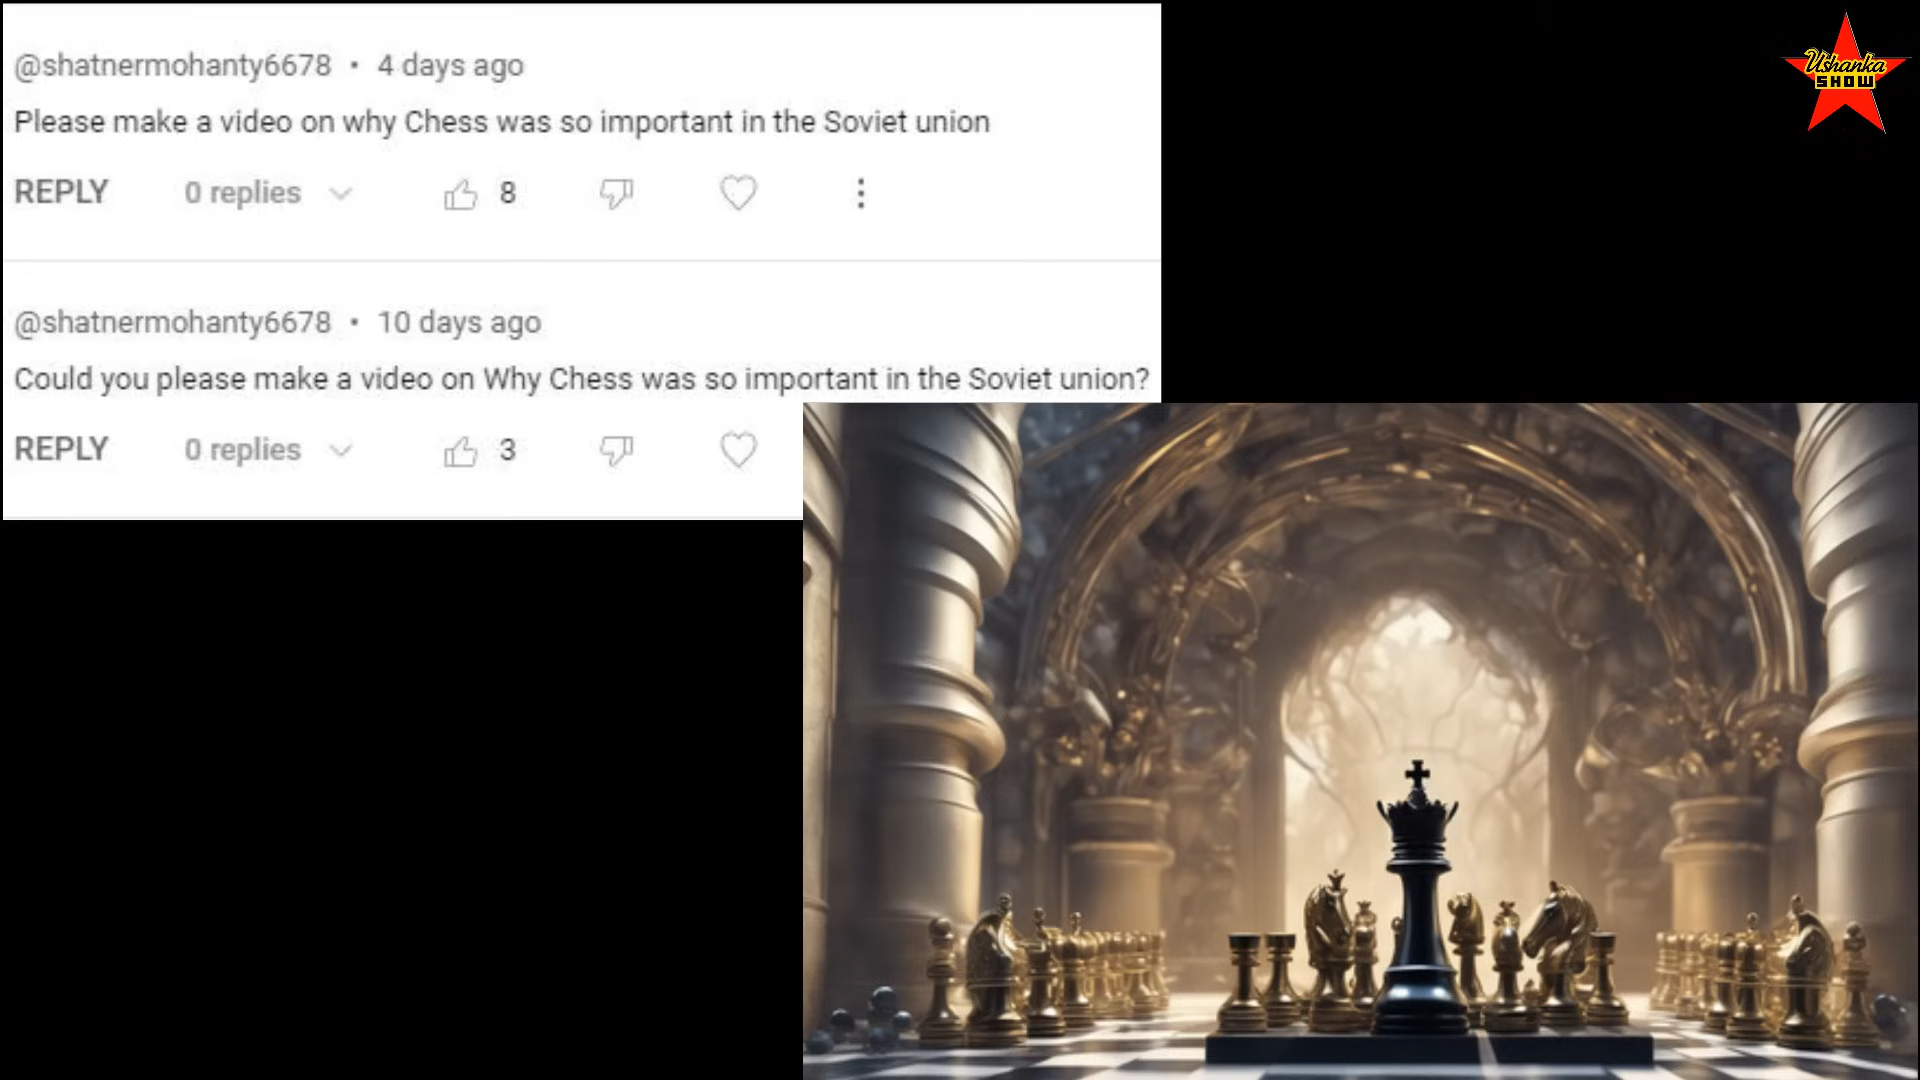 @shatnermohanty6678 • 4 days ago
Please make a video on why Chess was so important in the Soviet union
REPLY 0 replies 8
@shatnermohanty6678 • 10 days ago
Could you please make a video on Why Chess was so important in the Soviet union?
REPLY 0 replies 3
Ushanka
SHOW